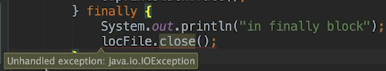 } finally {
System.out.println("in finally block");
locFile.close();
Unhandled exception: java.io.IOException